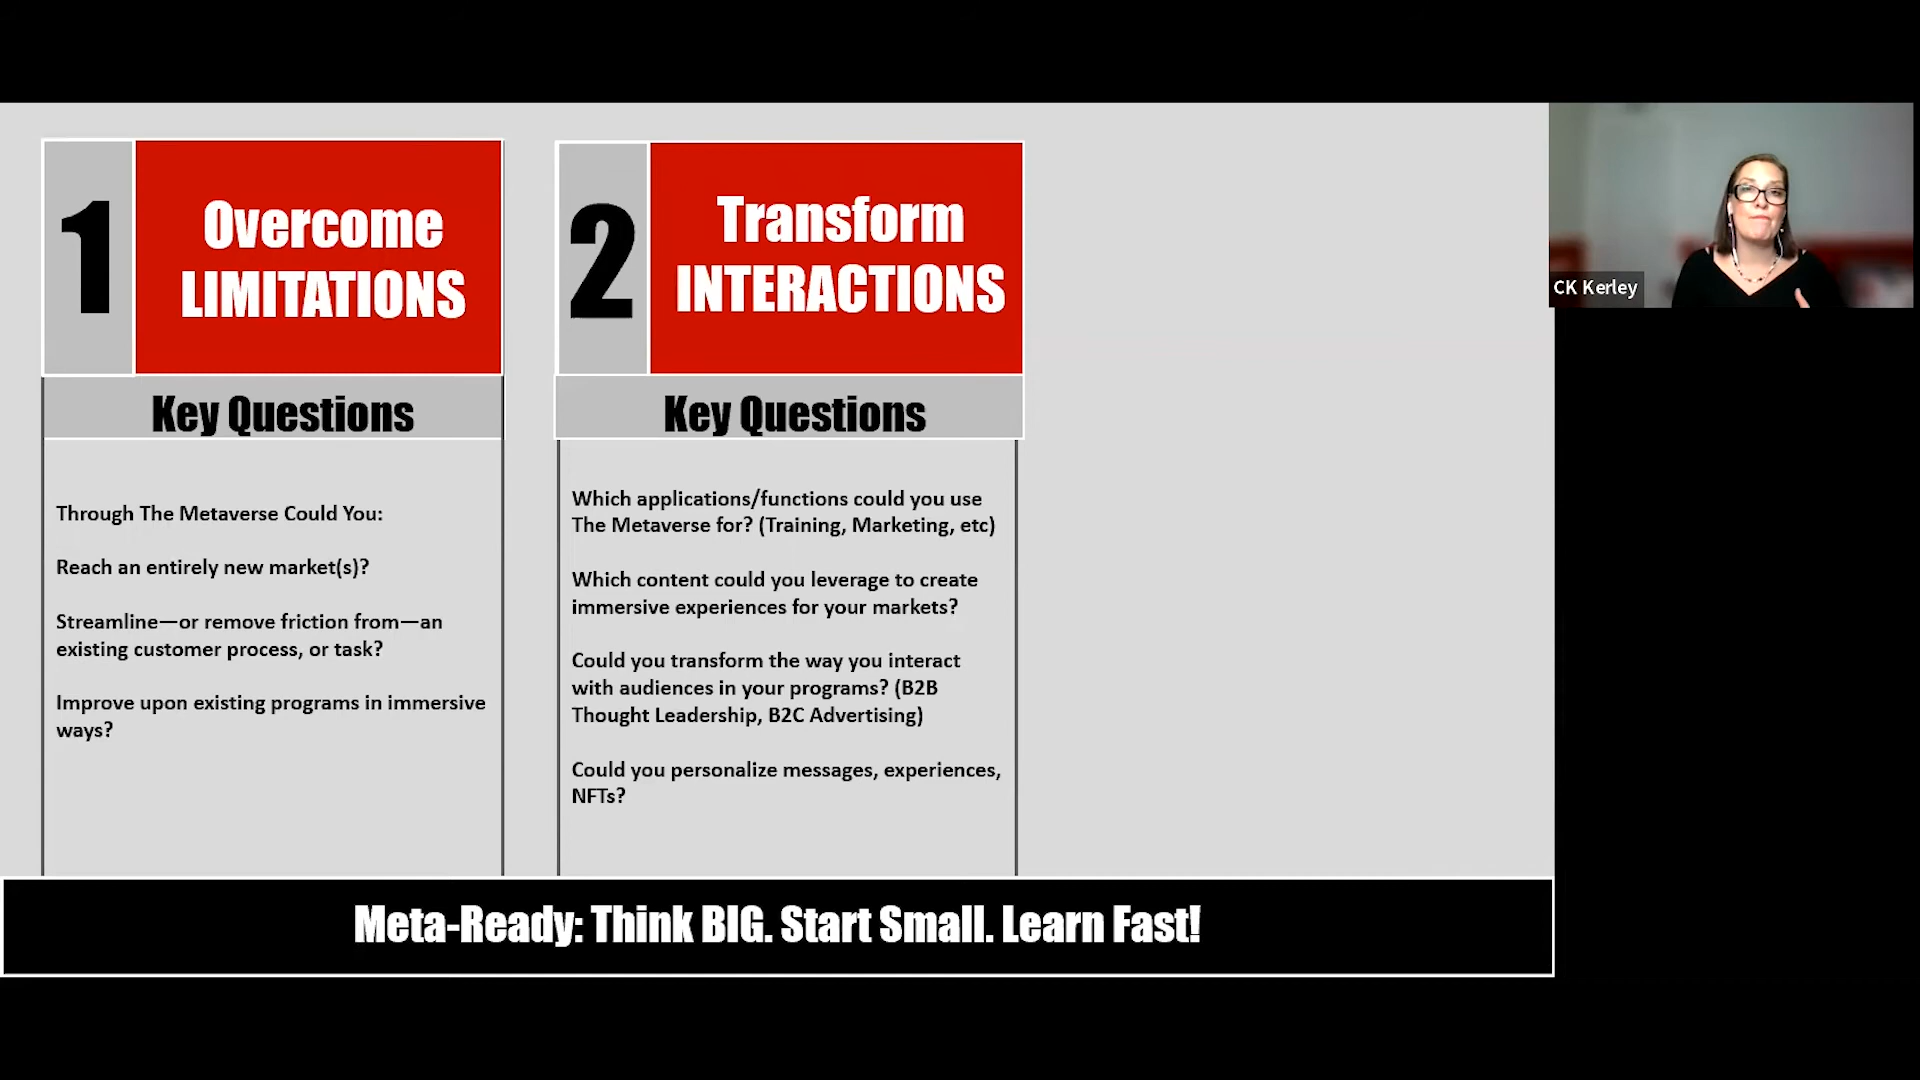 1
Overcome
LIMITATIONS
Key Questions
Through The Metaverse Could You:
Reach an entirely new market(s)?
Streamline—or remove friction from—an
existing customer process, or task?
Improve upon existing programs in immersive
ways?
2
Transform
INTERACTIONS
Key Questions
Which applications/functions could you use
The Metaverse for? (Training, Marketing, etc)
Which content could you leverage to create
immersive experiences for your markets?
Could you transform the way you interact
with audiences in your programs? (B2B
Thought Leadership, B2C Advertising)
Could you personalize messages, experiences,
NFTs?
Meta-Ready: Think BIG. Start Small. Learn Fast!
CK Kerley